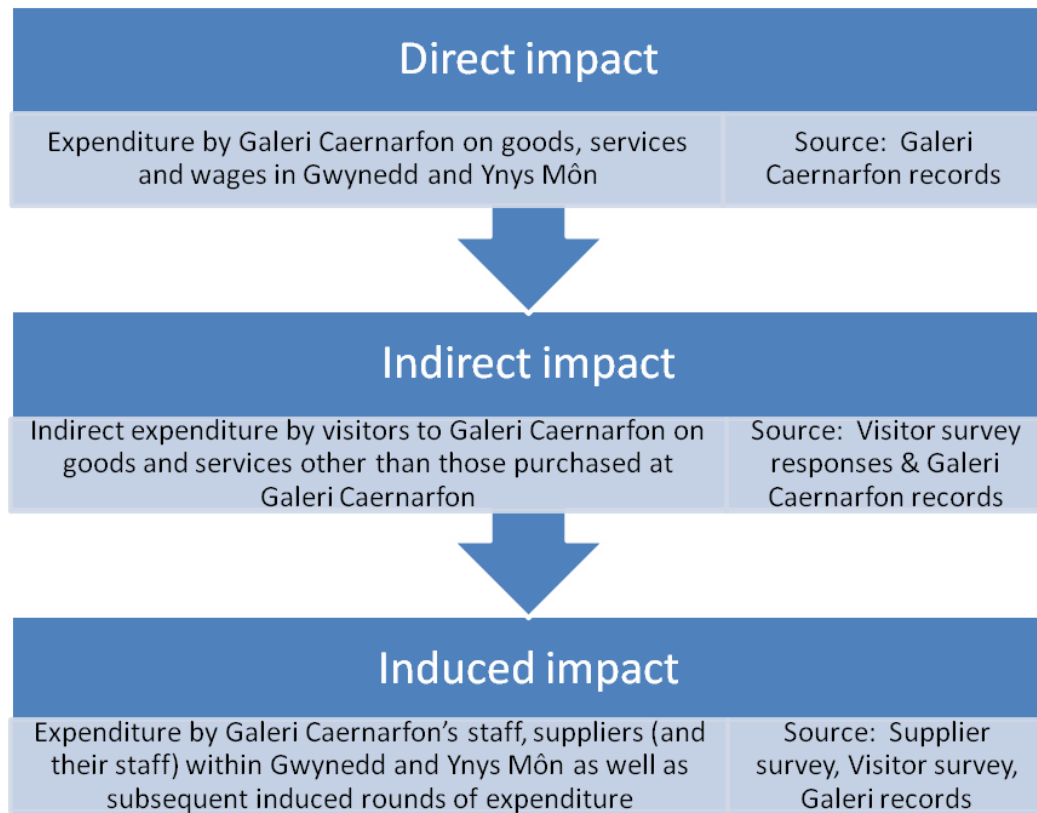 Direct impact
Expenditure by Galeri Caernarfon on goods, services
and wages in Gwynedd and Ynys Môn
Source:  Galeri
Caernarfon records
Indirect impact
Indirect expenditure by visitors to Galeri Caernarfon on
goods and services other than those purchased at
Galeri Caernarfon
Source:  Visitor survey
responses & Galeri
Caernarfon records
Induced impact
Expenditure by Galeri Caernarfon’s staff, suppliers (and
their staff) within Gwynedd and Ynys Môn as well as
subsequent induced rounds of expenditure
Source:  Supplier
survey, Visitor survey,
Galeri records